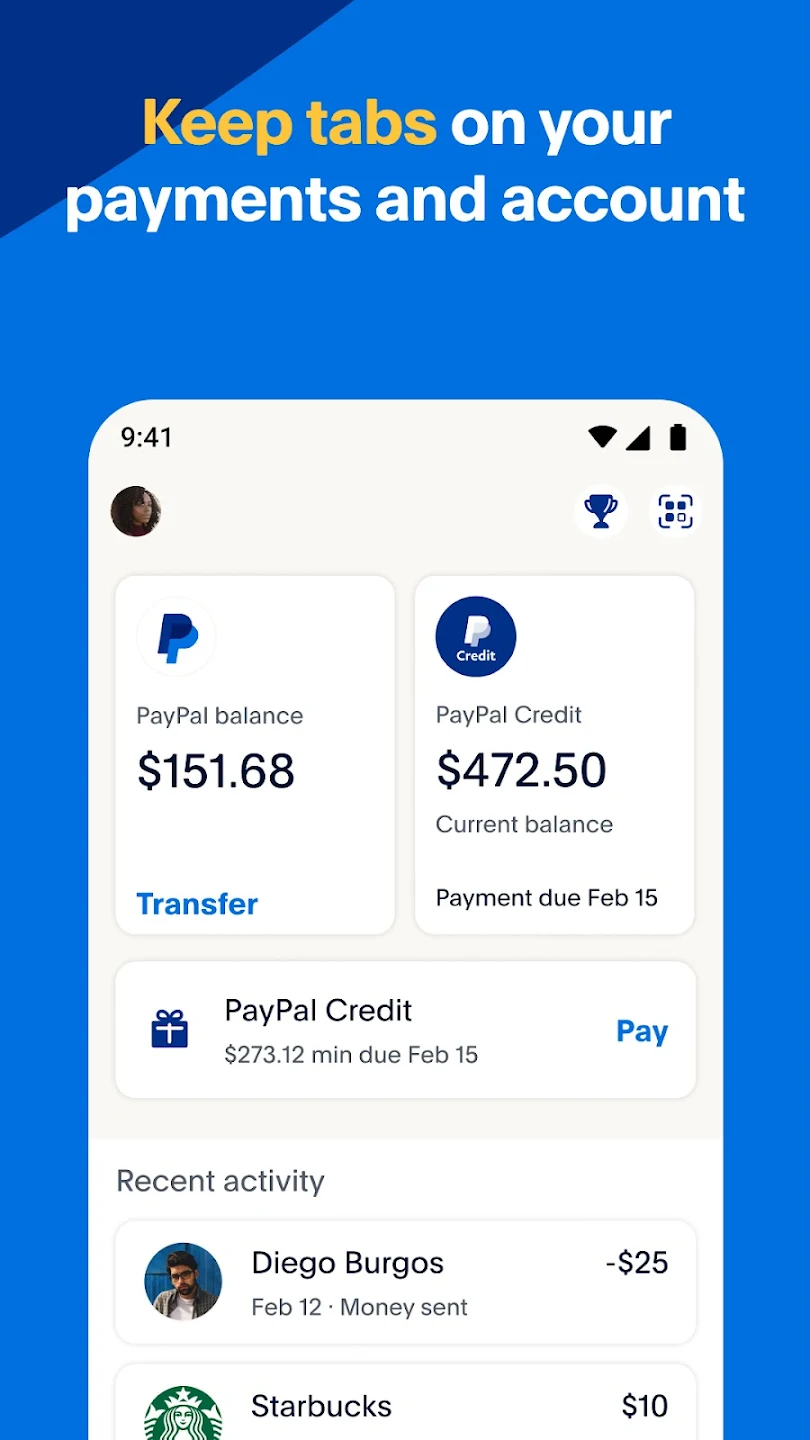 Keep tabs on your
payments and account
9:41
PayPal balance
$151.68
Transfer
Credit
PayPal Credit
$472.50
Current balance
Payment due Feb 15
PayPal Credit
$273.12 min due Feb 15
Pay
Recent activity
Diego Burgos
-$25
Feb 12 · Money sent
Starbucks
$10